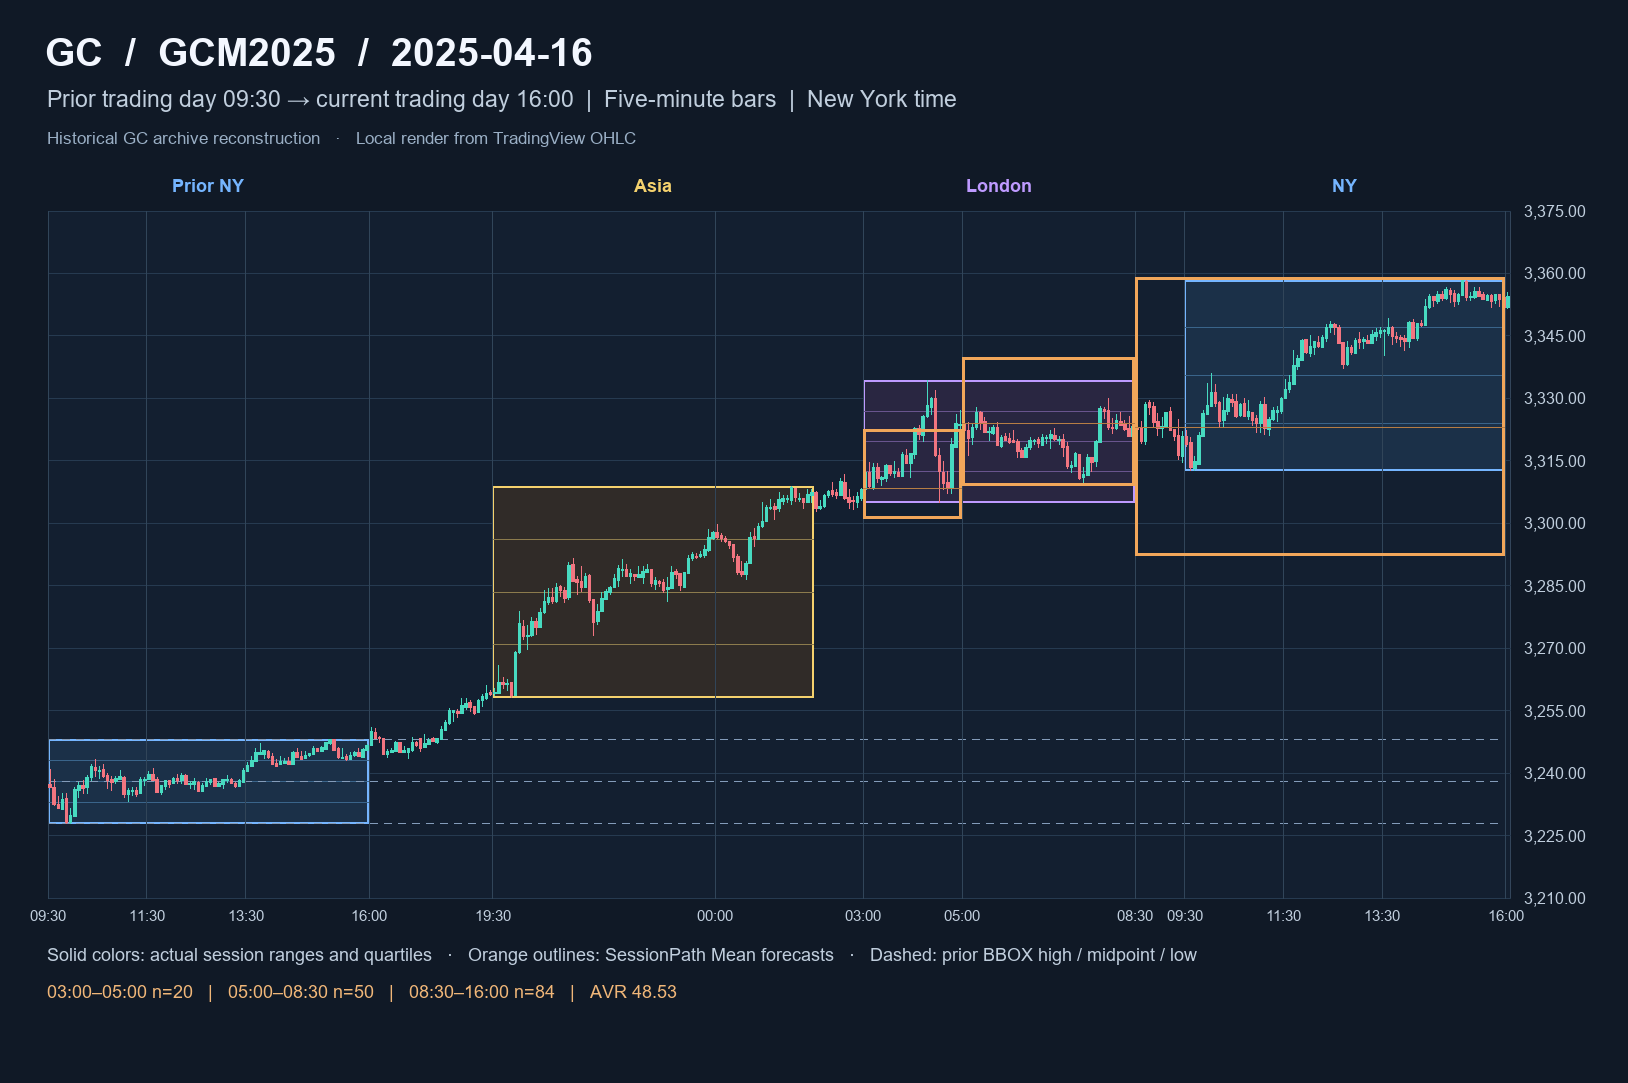 GC / GCM2025 / 2025-04-16
Prior trading day 09:30 → current trading day 16:00 | Five-minute bars | New York time
Historical GC archive reconstruction · Local render from TradingView OHLC
Prior NY Asia London NY
3,375.00
3,360.00
3,345.00
3,330.00
3,315.00
3,300.00
3,285.00
3,270.00
3,255.00
3,240.00
3,225.00
3,210.00
09:30 11:30 13:30 16:00 19:30 00:00 03:00 05:00 08:30 09:30 11:30 13:30 16:00
Solid colors: actual session ranges and quartiles · Orange outlines: SessionPath Mean forecasts · Dashed: prior BBOX high / midpoint / low
03:00–05:00 n=20 | 05:00–08:30 n=50 | 08:30–16:00 n=84 | AVR 48.53